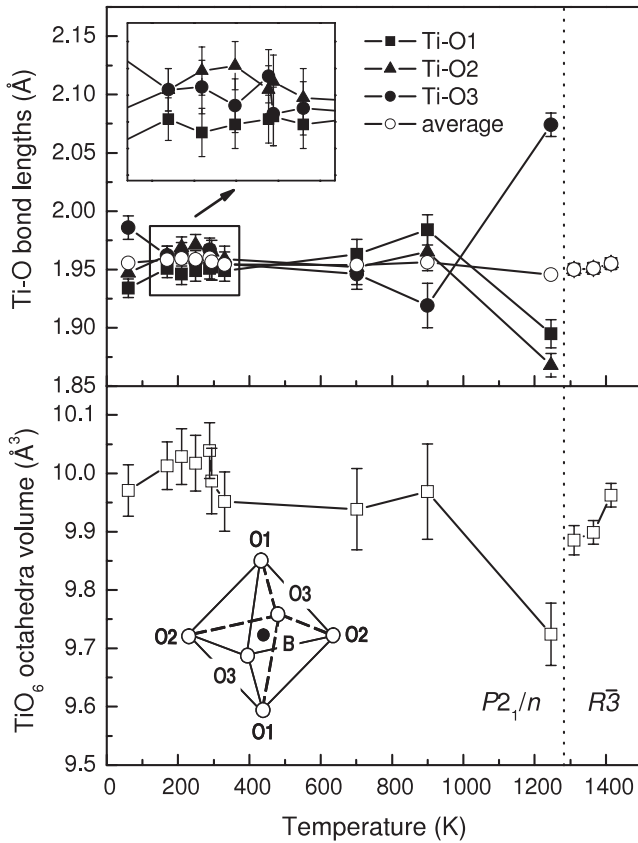 2.15
2.10
2.05
2.00
1.95
1.90
1.85
Ti-O bond lengths (Å)
Ti-O1
Ti-O2
Ti-O3
average
10.1
10.0
9.9
9.8
9.7
9.6
9.5
TiO₆ octahedra volume (Å³)
O1
O3
O2
B
O2
O3
O1
P2₁/n
R3̅
0 200 400 600 800 1000 1200 1400
Temperature (K)